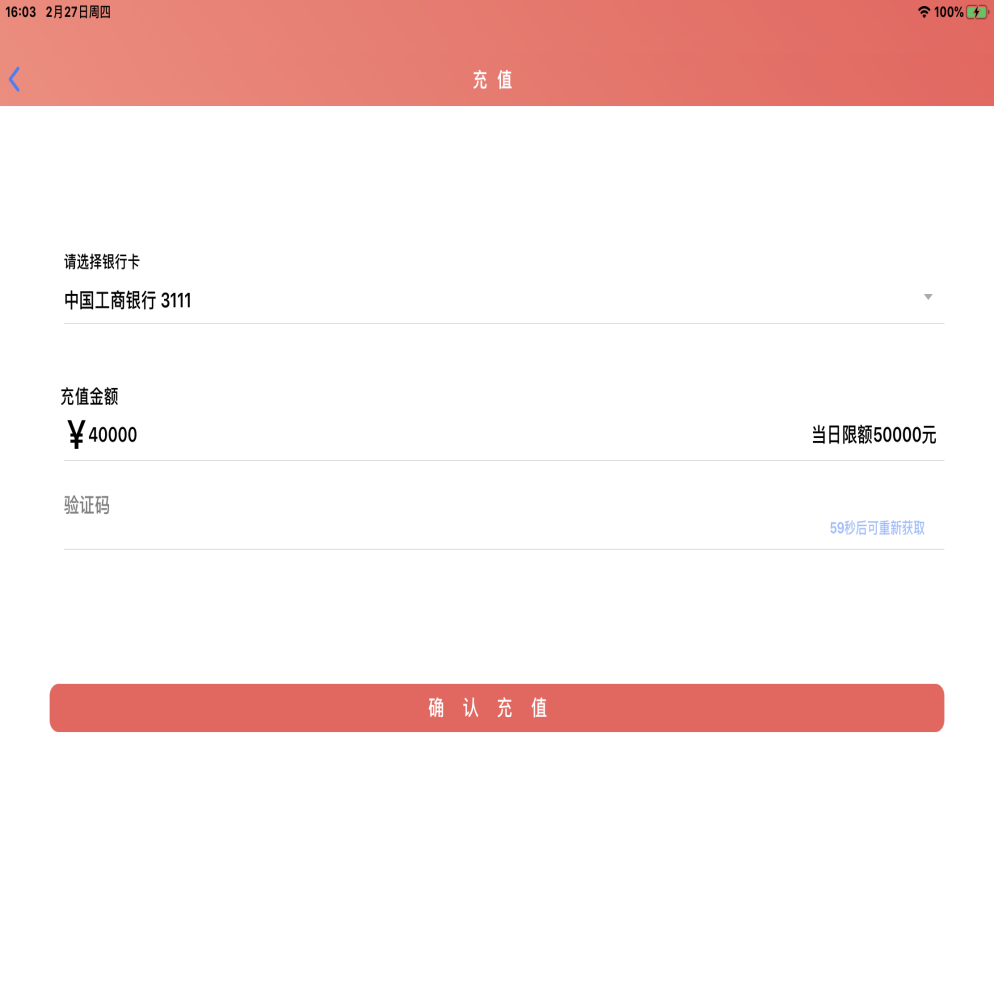 16:03 2月27日周四 100%
充 值
请选择银行卡
中国工商银行 3111
充值金额
￥40000 当日限额50000元
验证码
59秒后可重新获取
确 认 充 值